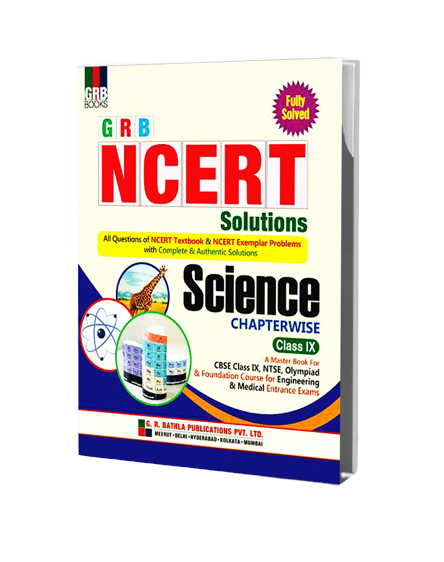 GRB
BOOKS
Fully
Solved
GRB
NCERT
Solutions
All Questions of NCERT Textbook & NCERT Exemplar Problems
with Complete & Authentic Solutions
Science
CHAPTERWISE
Class IX
A Master Book For
CBSE Class IX, NTSE, Olympiad
& Foundation Course for Engineering
& Medical Entrance Exams
G. R. BATHLA PUBLICATIONS PVT. LTD.
MEERUT • DELHI • HYDERABAD • KOLKATA • MUMBAI